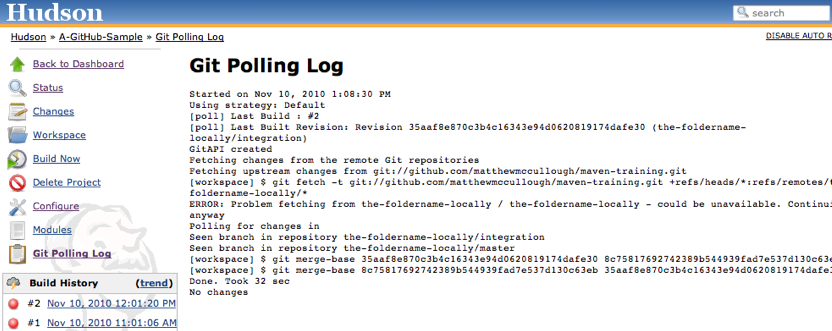 Hudson
search
Hudson » A-GitHub-Sample » Git Polling Log
DISABLE AUTO R
Back to Dashboard
Status
Changes
Workspace
Build Now
Delete Project
Configure
Modules
Git Polling Log
Build History (trend)
#2 Nov 10, 2010 12:01:20 PM
#1 Nov 10, 2010 11:01:06 AM
Git Polling Log
Started on Nov 10, 2010 1:08:30 PM
Using strategy: Default
[poll] Last Build : #2
[poll] Last Built Revision: Revision 35aaf8e870c3b4c16343e94d0620819174dafe30 (the-foldername-
locally/integration)
GitAPI created
Fetching changes from the remote Git repositories
Fetching upstream changes from git://github.com/matthewmccullough/maven-training.git
[workspace] $ git fetch -t git://github.com/matthewmccullough/maven-training.git +refs/heads/*:refs/remotes/t
foldername-locally/*
ERROR: Problem fetching from the-foldername-locally / the-foldername-locally - could be unavailable. Continui
anyway
Polling for changes in
Seen branch in repository the-foldername-locally/integration
Seen branch in repository the-foldername-locally/master
[workspace] $ git merge-base 35aaf8e870c3b4c16343e94d0620819174dafe30 8c75817692742389b544939fad7e537d130c63e
[workspace] $ git merge-base 8c75817692742389b544939fad7e537d130c63eb 35aaf8e870c3b4c16343e94d0620819174dafe3
Done. Took 32 sec
No changes